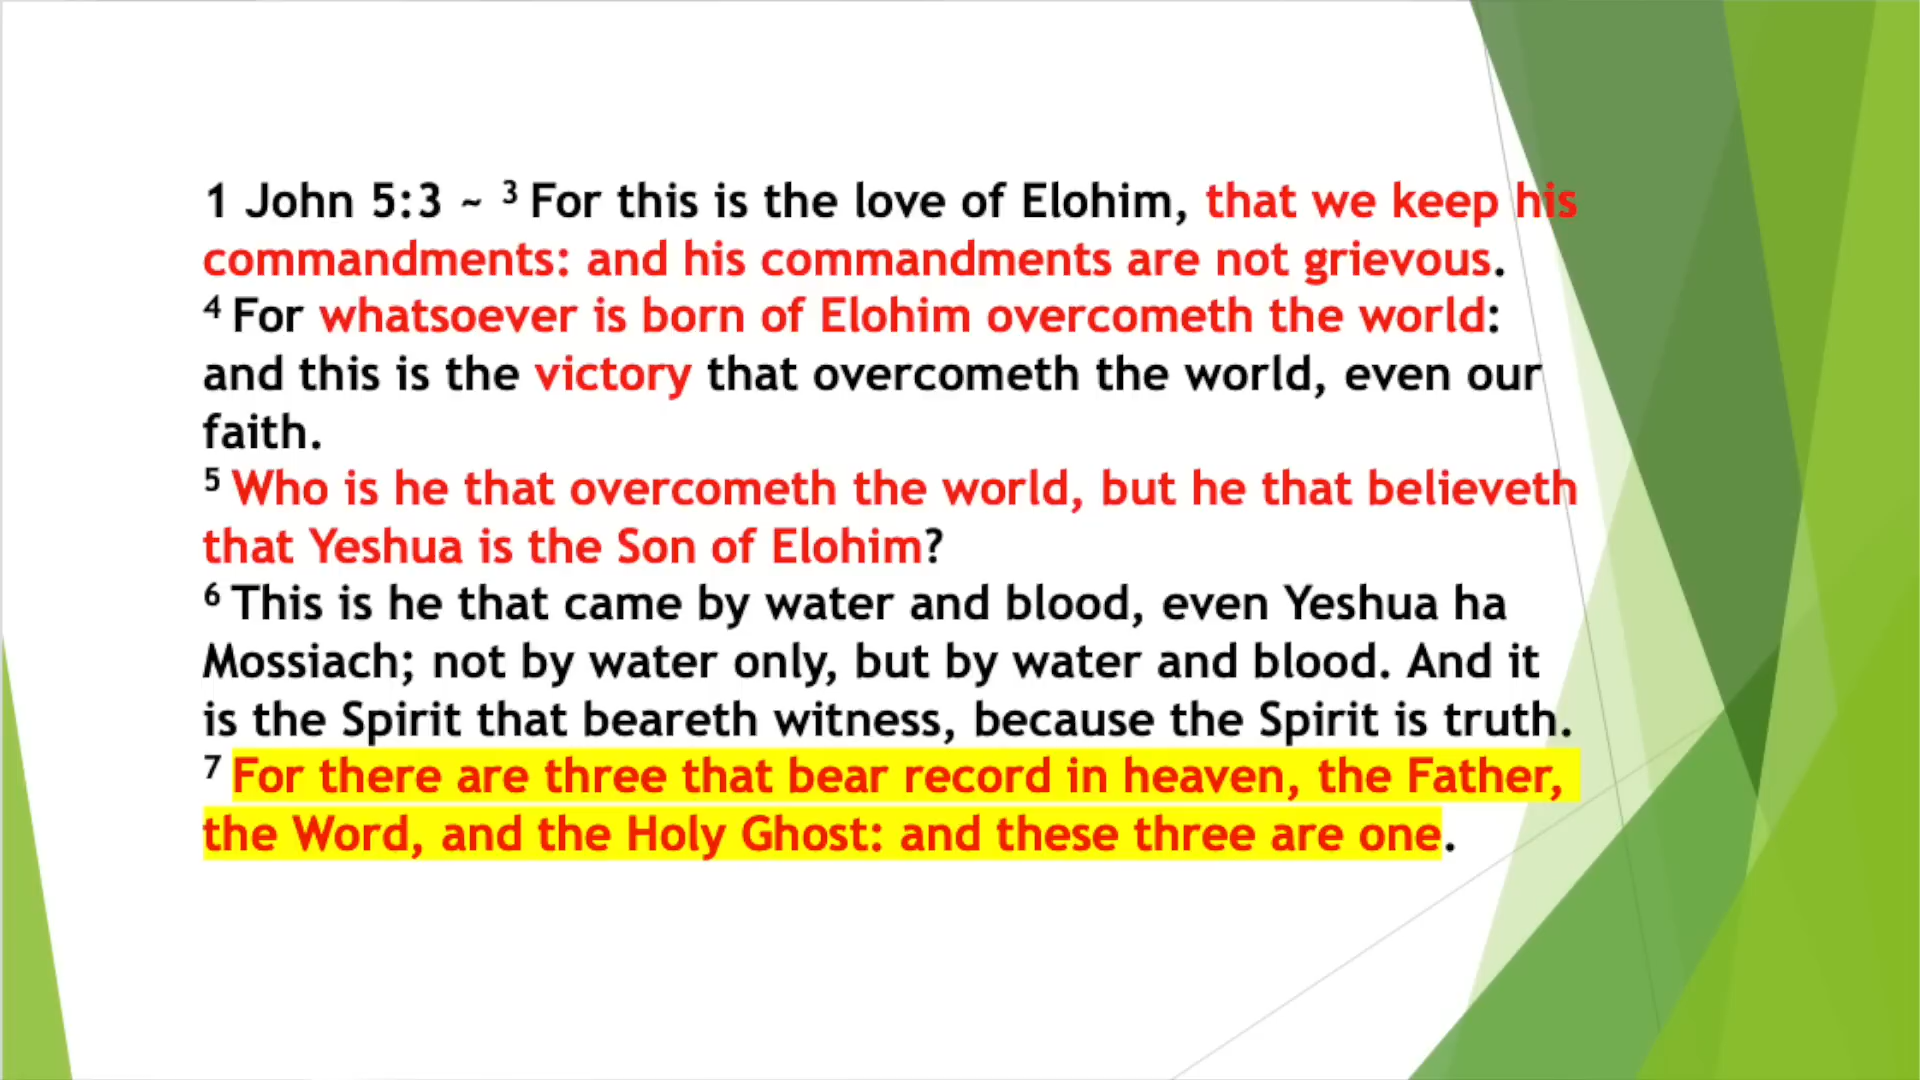 1 John 5:3 ~ ³ For this is the love of Elohim, that we keep his
commandments: and his commandments are not grievous.
⁴ For whatsoever is born of Elohim overcometh the world:
and this is the victory that overcometh the world, even our
faith.
⁵ Who is he that overcometh the world, but he that believeth
that Yeshua is the Son of Elohim?
⁶ This is he that came by water and blood, even Yeshua ha
Mossiach; not by water only, but by water and blood. And it
is the Spirit that beareth witness, because the Spirit is truth.
⁷ For there are three that bear record in heaven, the Father,
the Word, and the Holy Ghost: and these three are one.